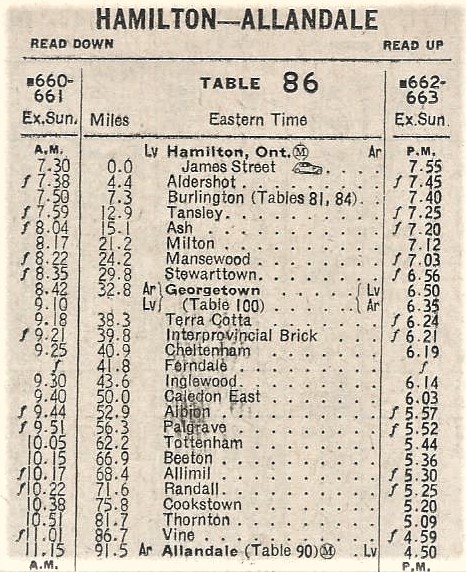 HAMILTON—ALLANDALE
READ DOWN READ UP
■660-661 TABLE 86 ■662-663
Ex.Sun. Miles Eastern Time Ex.Sun.
A.M. Lv Hamilton, Ont. Ⓜ Ar P.M.
7.30 0.0 James Street 7.55
f 7.38 4.4 Aldershot f 7.45
7.50 7.3 Burlington (Tables 81, 84) 7.40
f 7.59 12.9 Tansley f 7.25
f 8.04 15.1 Ash f 7.20
8.17 21.2 Milton 7.12
f 8.22 24.2 Mansewood f 7.03
f 8.35 29.8 Stewarttown f 6.56
8.42 32.8 Ar Georgetown Lv 6.50
9.10 Lv (Table 100) Ar 6.35
9.18 38.3 Terra Cotta f 6.24
f 9.21 39.8 Interprovincial Brick f 6.21
9.25 40.9 Cheltenham 6.19
f 41.8 Ferndale f
9.30 43.6 Inglewood 6.14
9.40 50.0 Caledon East 6.03
f 9.44 52.9 Albion f 5.57
f 9.51 56.3 Palgrave f 5.52
10.05 62.2 Tottenham 5.44
10.15 66.9 Beeton 5.36
f 10.17 68.4 Allimil f 5.30
f 10.22 71.6 Randall f 5.25
10.38 75.8 Cookstown 5.20
10.51 81.7 Thornton 5.09
f 11.01 86.7 Vine f 4.59
11.15 91.5 Ar Allandale (Table 90) Ⓜ Lv 4.50
A.M. P.M.